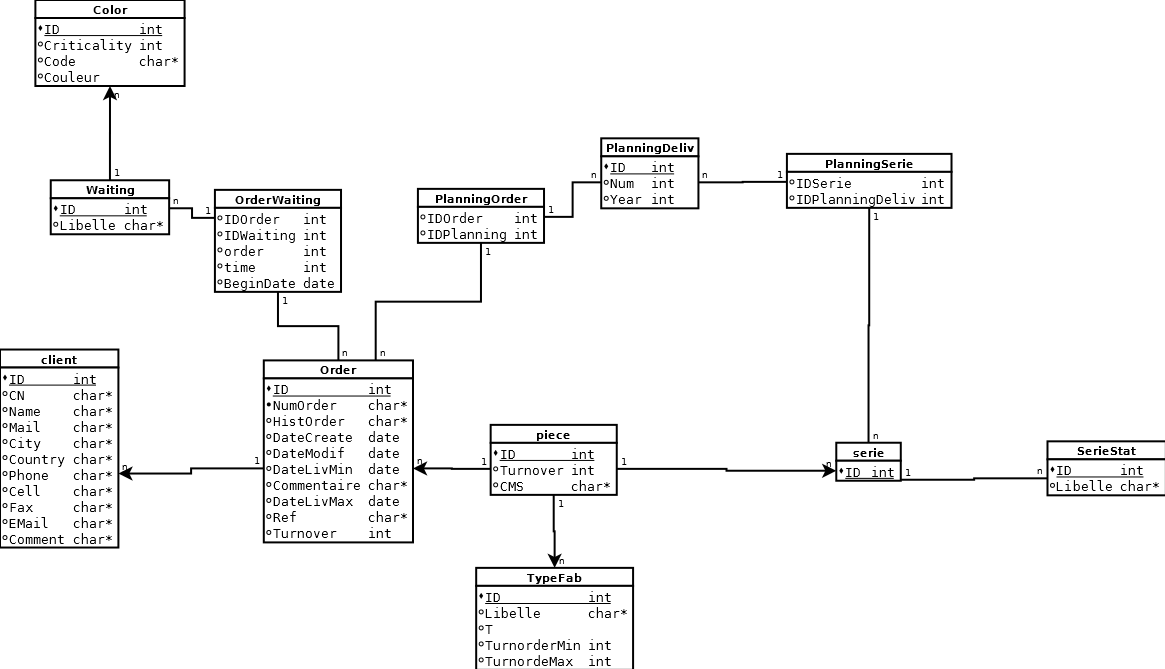 Color
ID int
Criticality int
Code char*
Couleur
n
1
Waiting
ID int
Libelle char*
n
1
OrderWaiting
IDOrder int
IDWaiting int
order int
time int
BeginDate date
1
n
PlanningOrder
IDOrder int
IDPlanning int
1
1
n
n
PlanningDeliv
ID int
Num int
Year int
n
1
PlanningSerie
IDSerie int
IDPlanningDeliv int
1
n
client
ID int
CN char*
Name char*
Mail char*
City char*
Country char*
Phone char*
Cell char*
Fax char*
EMail char*
Comment char*
n
1
Order
ID int
NumOrder char*
HistOrder char*
DateCreate date
DateModif date
DateLivMin date
Commentaire char*
DateLivMax date
Ref char*
Turnover int
n
1
piece
ID int
Turnover int
CMS char*
1
n
1
n
serie
ID int
1
n
SerieStat
ID int
Libelle char*
TypeFab
ID int
Libelle char*
T
TurnorderMin int
TurnordeMax int